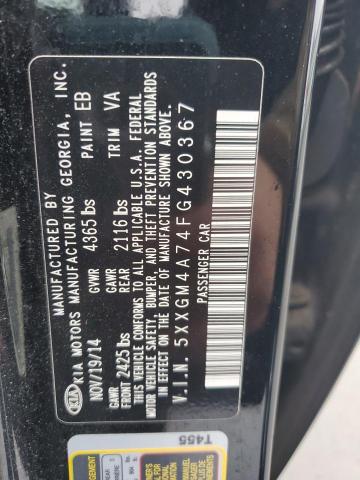 MANUFACTURED BY
KIA KIA MOTORS MANUFACTURING GEORGIA, INC.
NOV/19/14 GVWR 4365 lbs PAINT EB
GAWR FRONT 2425 lbs GAWR REAR 2116 lbs TRIM VA
THIS VEHICLE CONFORMS TO ALL APPLICABLE U.S.A. FEDERAL
MOTOR VEHICLE SAFETY, BUMPER, AND THEFT PREVENTION STANDARDS
IN EFFECT ON THE DATE OF MANUFACTURE SHOWN ABOVE.
V.I.N. 5XXGM4A74FG430367
PASSENGER CAR
T455